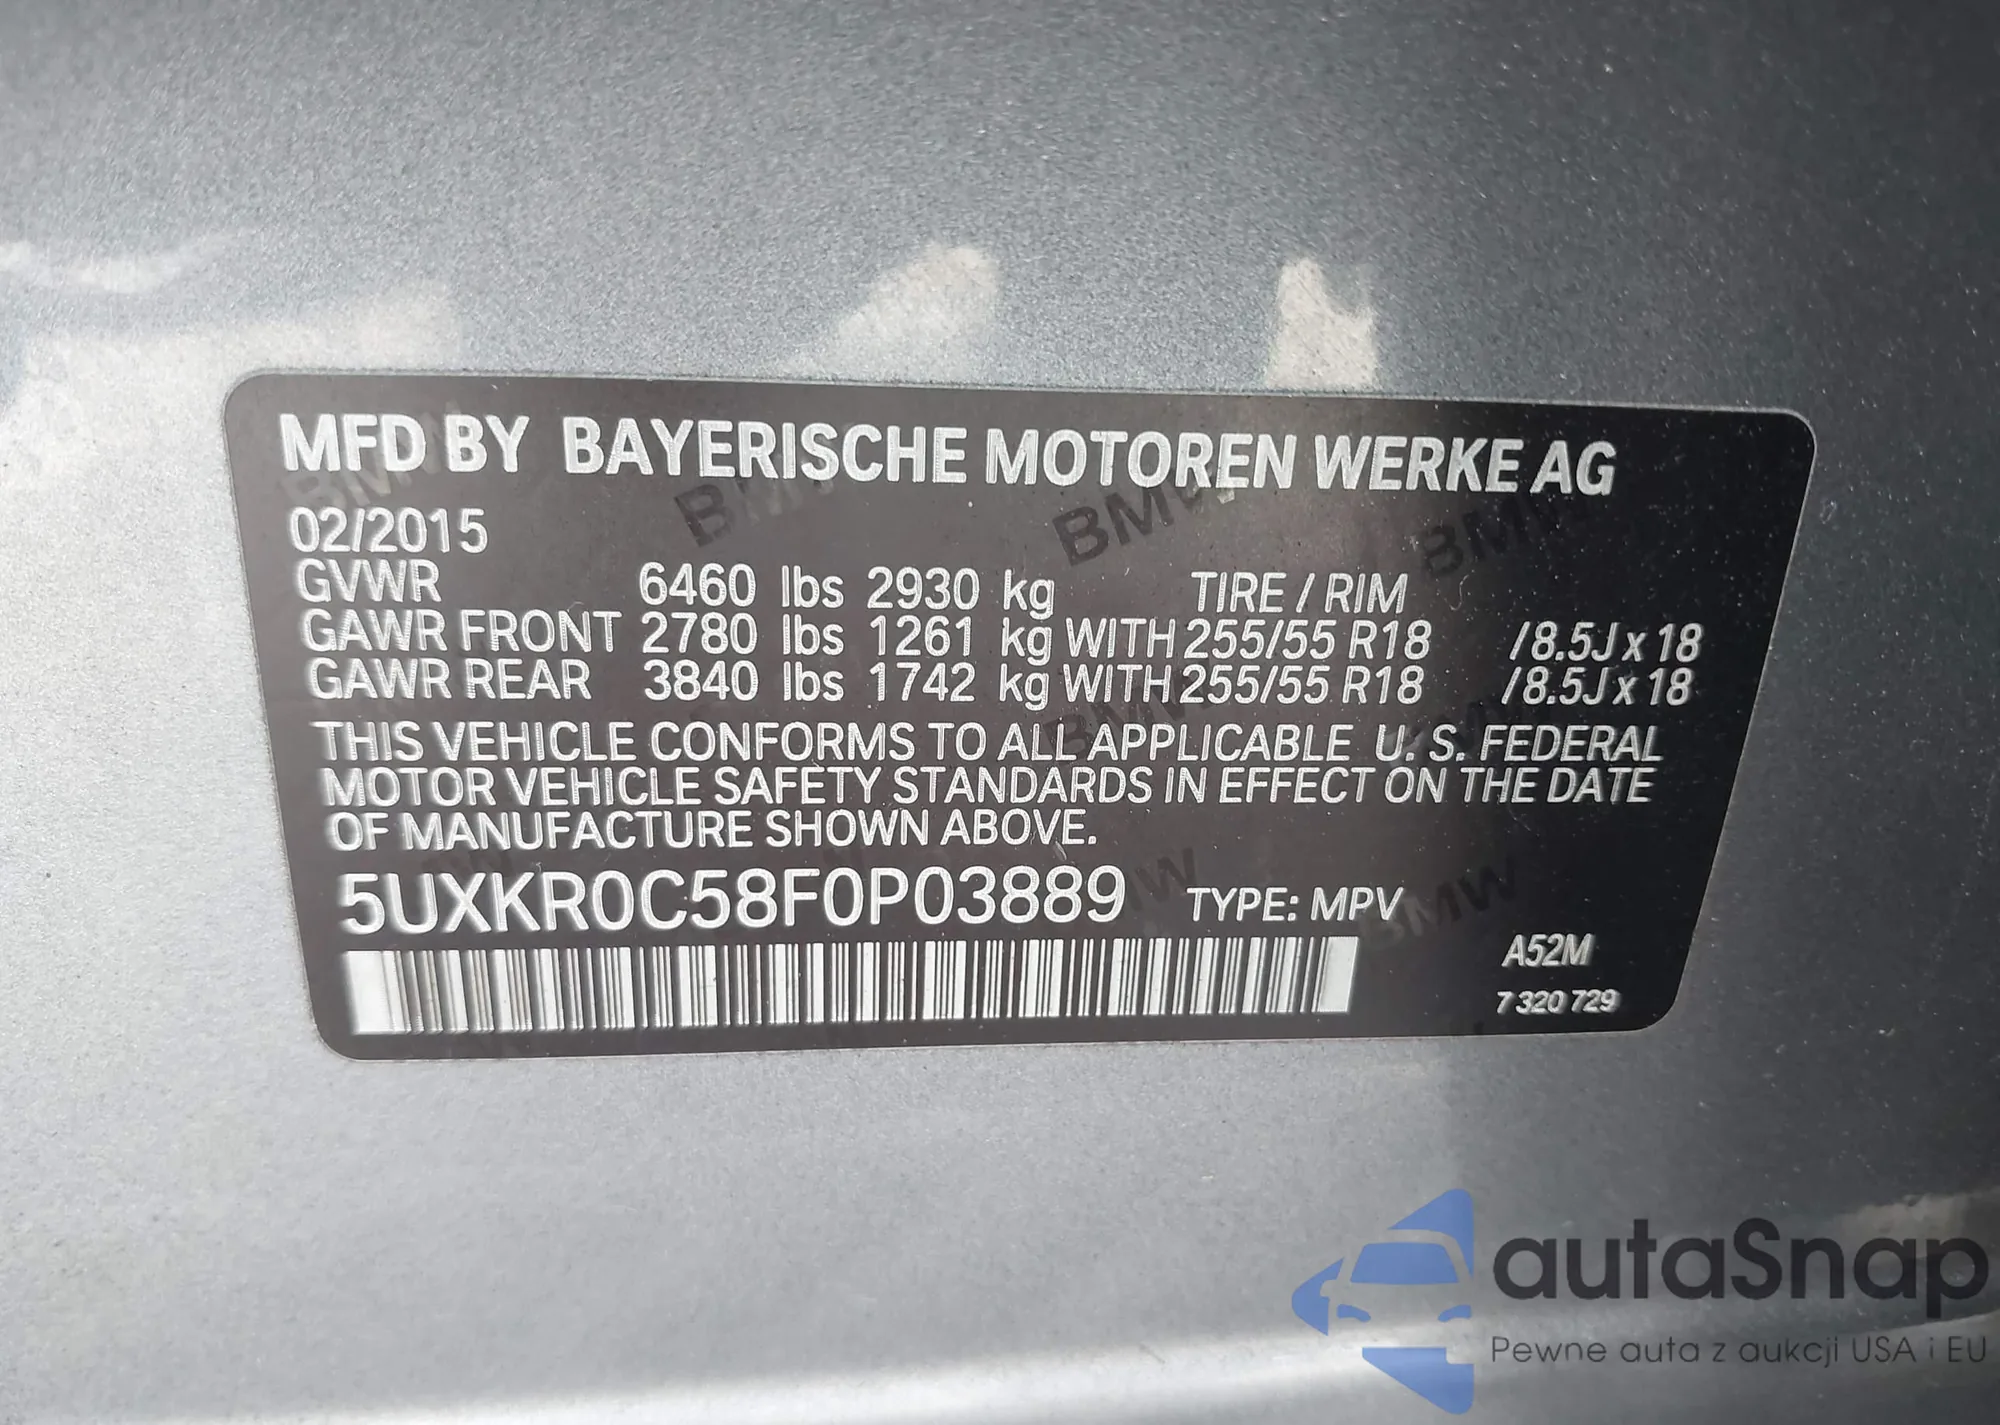 MFD BY BAYERISCHE MOTOREN WERKE AG
02/2015
GVWR 6460 lbs 2930 kg TIRE / RIM
GAWR FRONT 2780 lbs 1261 kg WITH 255/55 R18 /8.5J x 18
GAWR REAR 3840 lbs 1742 kg WITH 255/55 R18 /8.5J x 18
THIS VEHICLE CONFORMS TO ALL APPLICABLE U. S. FEDERAL
MOTOR VEHICLE SAFETY STANDARDS IN EFFECT ON THE DATE
OF MANUFACTURE SHOWN ABOVE.
5UXKR0C58F0P03889 TYPE: MPV
A52M
7 320 729
autaSnap
Pewne auta z aukcji USA i EU